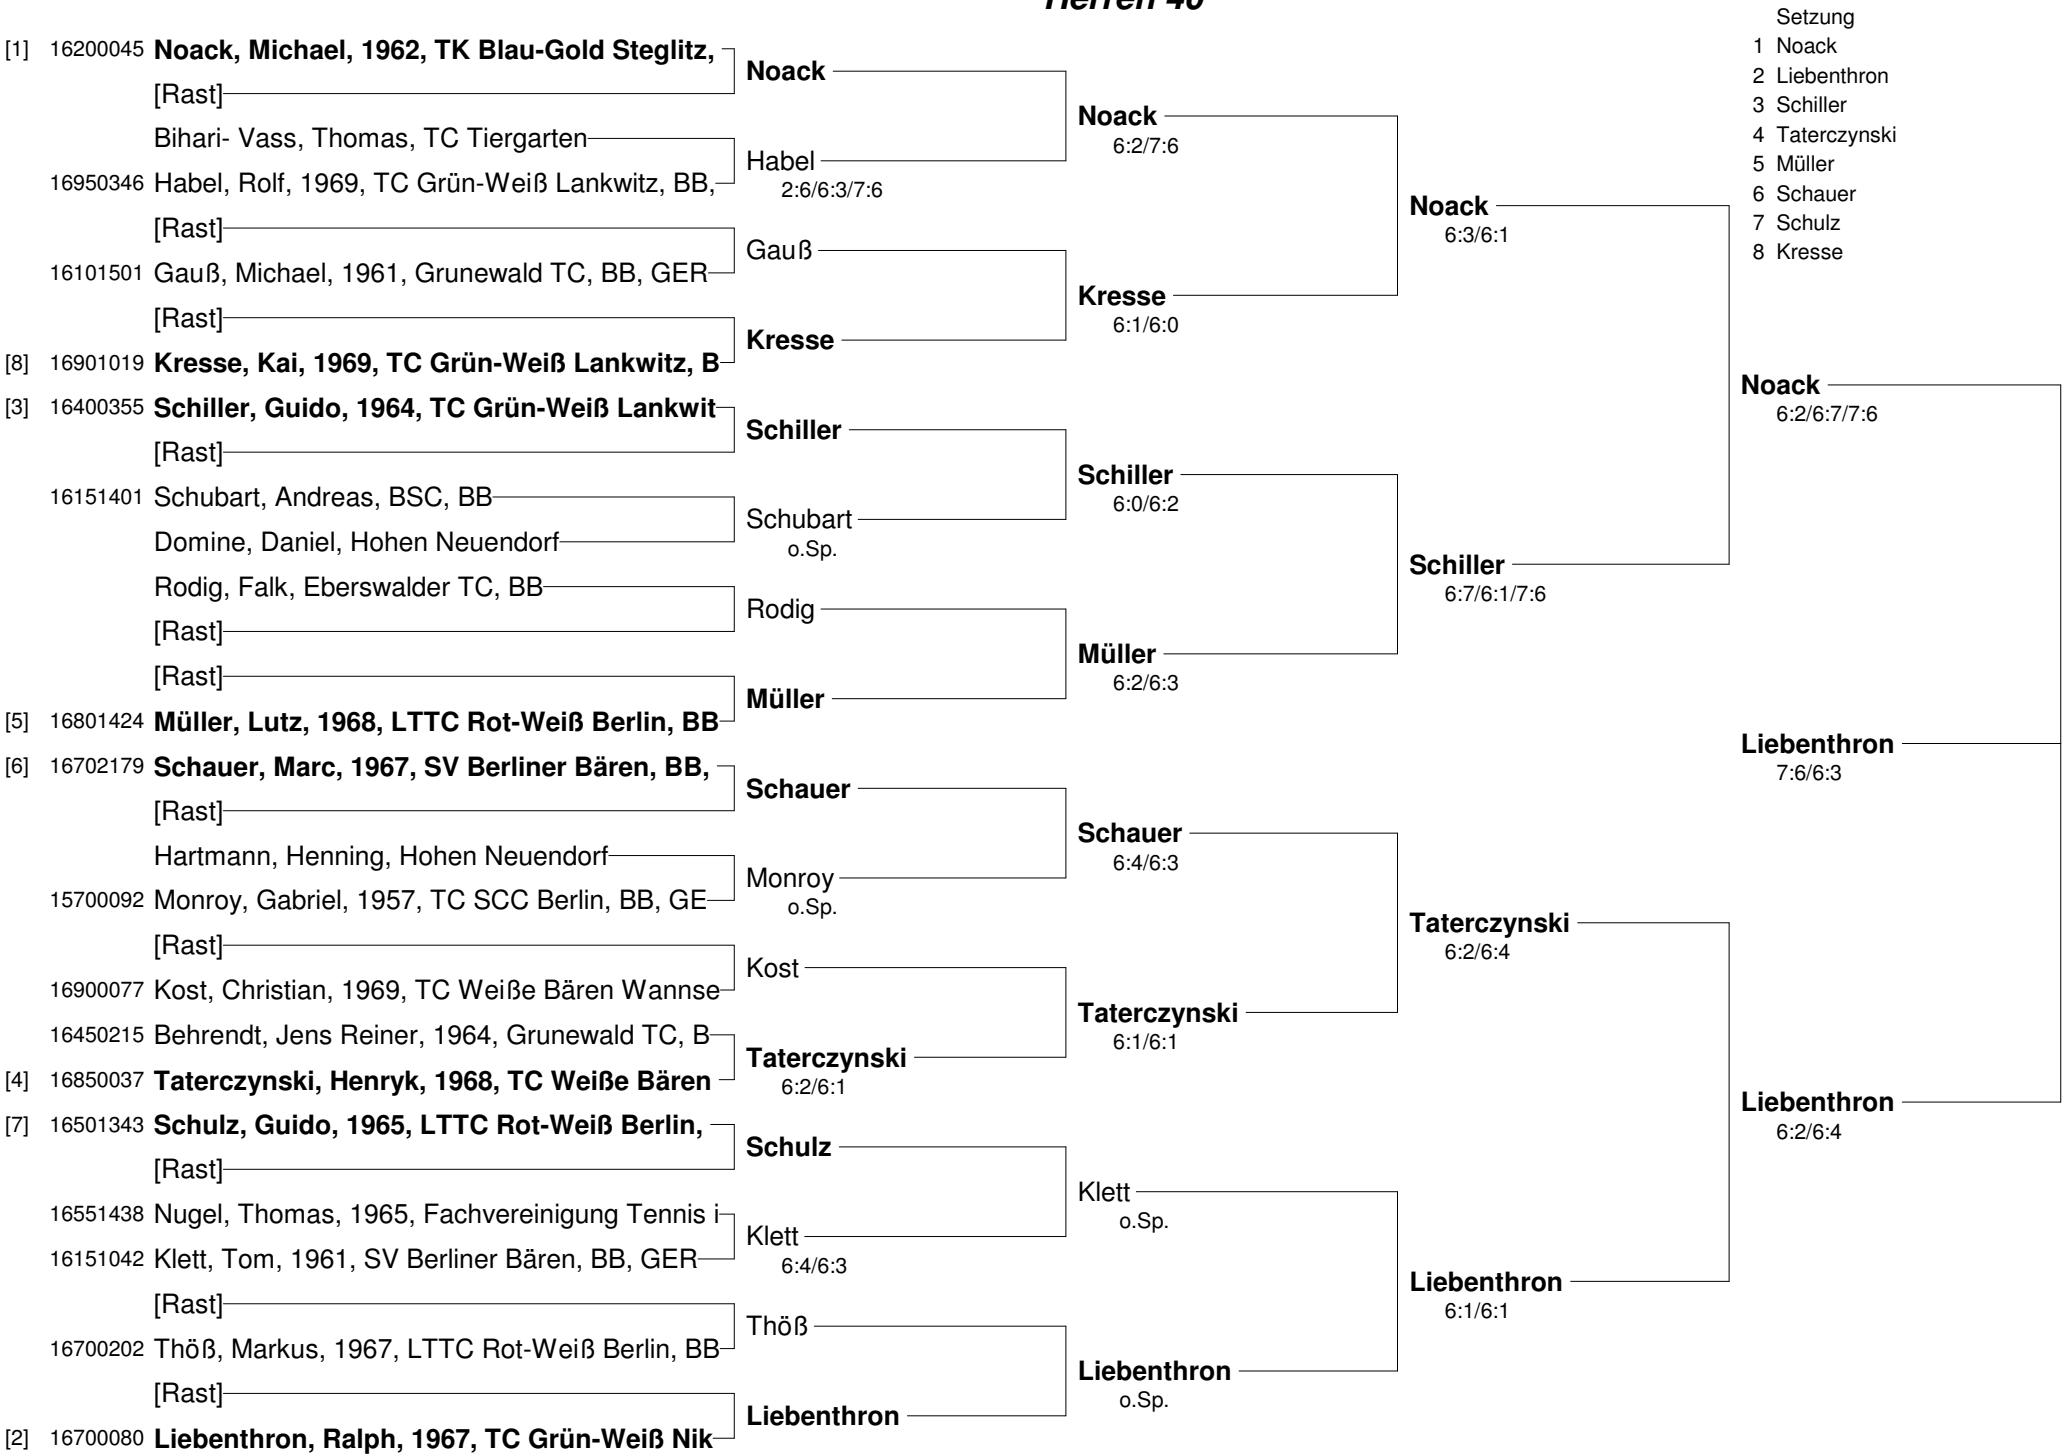 Herren 40
Setzung
1 Noack
2 Liebenthron
3 Schiller
4 Taterczynski
5 Müller
6 Schauer
7 Schulz
8 Kresse
[1] 16200045 Noack, Michael, 1962, TK Blau-Gold Steglitz,
[Rast]
Bihari- Vass, Thomas, TC Tiergarten
16950346 Habel, Rolf, 1969, TC Grün-Weiß Lankwitz, BB,
[Rast]
16101501 Gauß, Michael, 1961, Grunewald TC, BB, GER
[Rast]
[8] 16901019 Kresse, Kai, 1969, TC Grün-Weiß Lankwitz, B
[3] 16400355 Schiller, Guido, 1964, TC Grün-Weiß Lankwit
[Rast]
16151401 Schubart, Andreas, BSC, BB
Domine, Daniel, Hohen Neuendorf
Rodig, Falk, Eberswalder TC, BB
[Rast]
[Rast]
[5] 16801424 Müller, Lutz, 1968, LTTC Rot-Weiß Berlin, BB
[6] 16702179 Schauer, Marc, 1967, SV Berliner Bären, BB,
[Rast]
Hartmann, Henning, Hohen Neuendorf
15700092 Monroy, Gabriel, 1957, TC SCC Berlin, BB, GE
[Rast]
16900077 Kost, Christian, 1969, TC Weiße Bären Wannse
16450215 Behrendt, Jens Reiner, 1964, Grunewald TC, B
[4] 16850037 Taterczynski, Henryk, 1968, TC Weiße Bären
[7] 16501343 Schulz, Guido, 1965, LTTC Rot-Weiß Berlin,
[Rast]
16551438 Nugel, Thomas, 1965, Fachvereinigung Tennis i
16151042 Klett, Tom, 1961, SV Berliner Bären, BB, GER
[Rast]
16700202 Thöß, Markus, 1967, LTTC Rot-Weiß Berlin, BB
[Rast]
[2] 16700080 Liebenthron, Ralph, 1967, TC Grün-Weiß Nik
Noack
Habel
2:6/6:3/7:6
Gauß
Kresse
Schiller
Schubart
o.Sp.
Rodig
Müller
Schauer
Monroy
o.Sp.
Kost
Taterczynski
6:2/6:1
Schulz
Klett
6:4/6:3
Thöß
Liebenthron
Noack
6:2/7:6
Kresse
6:1/6:0
Schiller
6:0/6:2
Müller
6:2/6:3
Schauer
6:4/6:3
Taterczynski
6:1/6:1
Klett
o.Sp.
Liebenthron
o.Sp.
Noack
6:3/6:1
Schiller
6:7/6:1/7:6
Taterczynski
6:2/6:4
Liebenthron
6:1/6:1
Noack
6:2/6:7/7:6
Liebenthron
7:6/6:3
Liebenthron
6:2/6:4